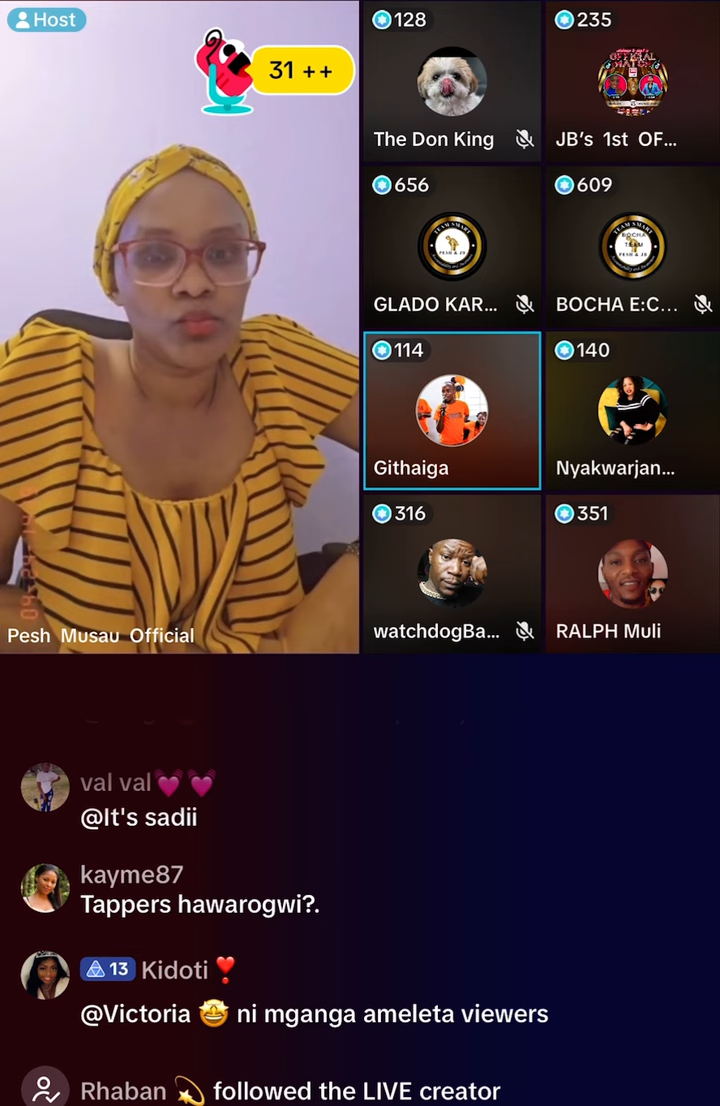 Host
31 ++
Pesh Musau Official
128
The Don King
235
JB's 1st OF...
656
GLADO KAR...
609
BOCHA E:C...
114
Githaiga
140
Nyakwarjan...
316
watchdogBa...
351
RALPH Muli
val val💓💓
@It's sadii
kayme87
Tappers hawarogwi?.
13 Kidoti❣️
@Victoria 🤩 ni mganga ameleta viewers
Rhaban 💫 followed the LIVE creator